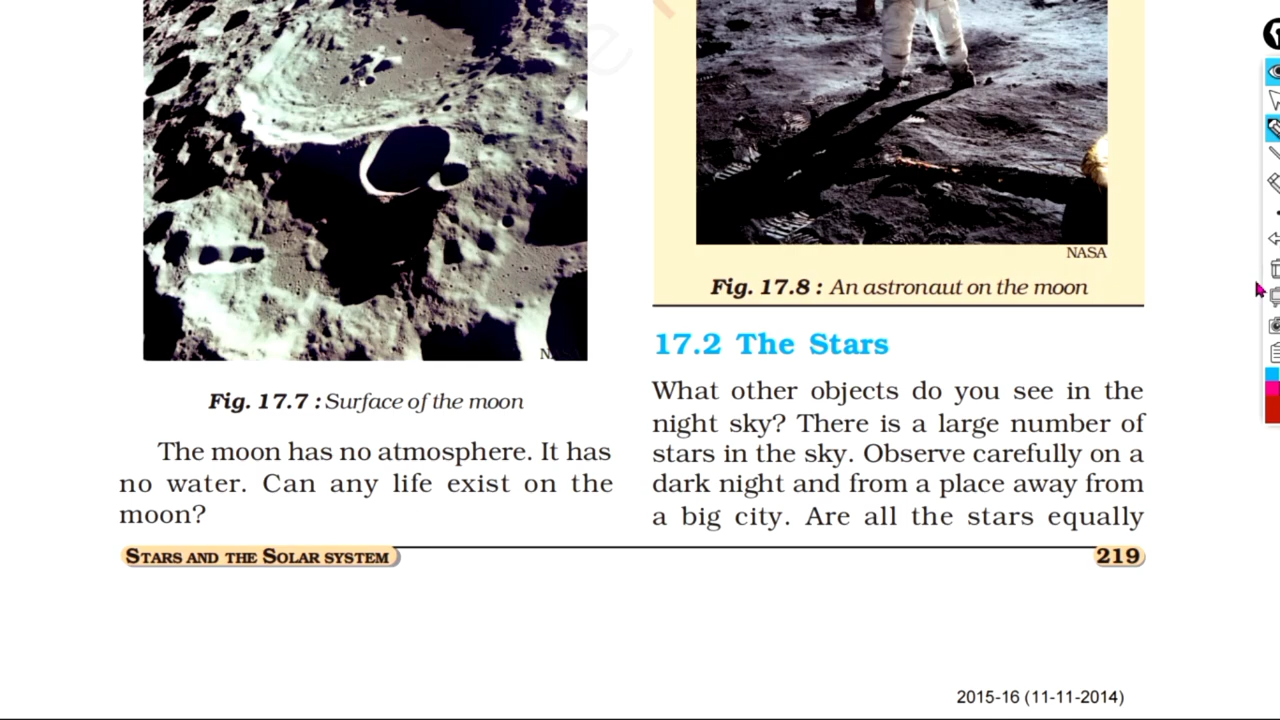 NASA
Fig. 17.7 : Surface of the moon
The moon has no atmosphere. It has
no water. Can any life exist on the
moon?
NASA
Fig. 17.8 : An astronaut on the moon
17.2 The Stars
What other objects do you see in the
night sky? There is a large number of
stars in the sky. Observe carefully on a
dark night and from a place away from
a big city. Are all the stars equally
STARS AND THE SOLAR SYSTEM
219
2015-16 (11-11-2014)